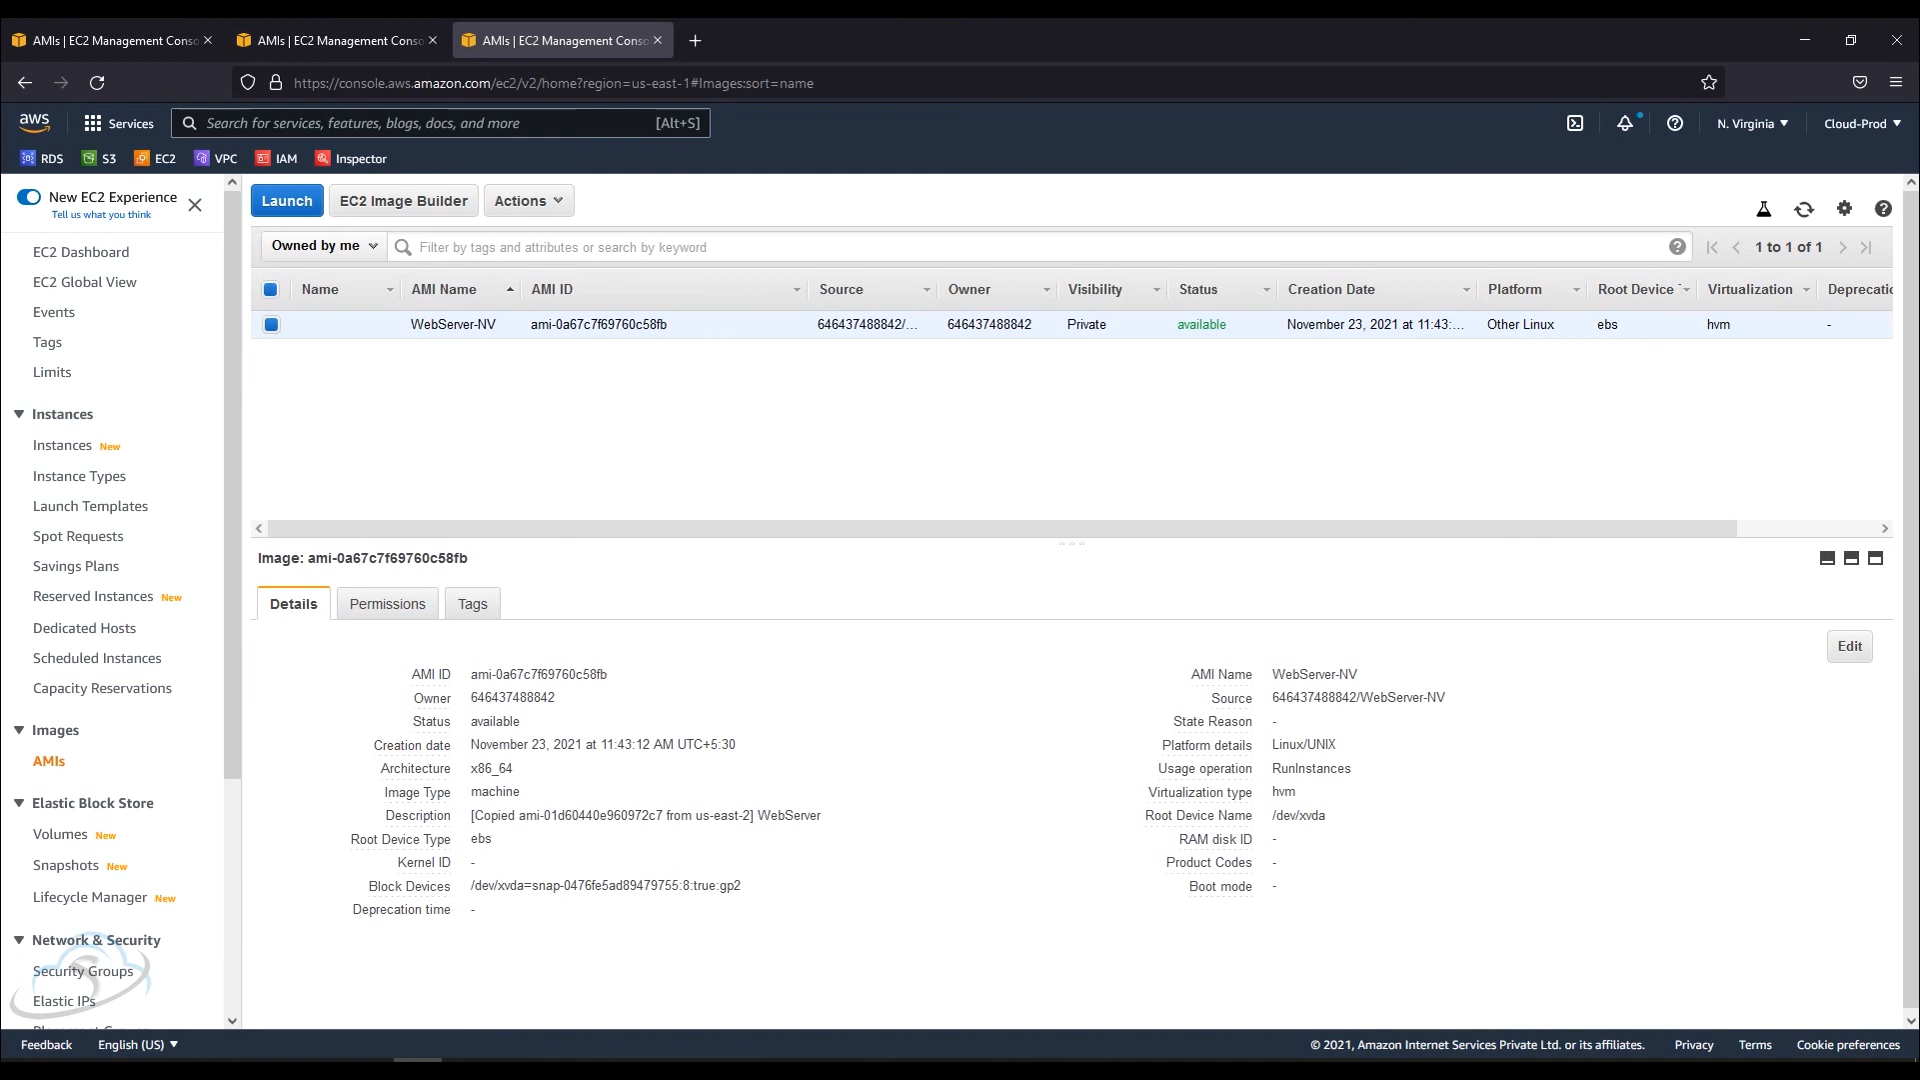 AMIs | EC2 Management Conso
AMIs | EC2 Management Conso
AMIs | EC2 Management Conso
https://console.aws.amazon.com/ec2/v2/home?region=us-east-1#Images:sort=name
aws Services Search for services, features, blogs, docs, and more [Alt+S] N. Virginia Cloud-Prod
RDS S3 EC2 VPC IAM Inspector
New EC2 Experience
Tell us what you think
EC2 Dashboard
EC2 Global View
Events
Tags
Limits
Instances
Instances New
Instance Types
Launch Templates
Spot Requests
Savings Plans
Reserved Instances New
Dedicated Hosts
Scheduled Instances
Capacity Reservations
Images
AMIs
Elastic Block Store
Volumes New
Snapshots New
Lifecycle Manager New
Network & Security
Security Groups
Elastic IPs
Launch EC2 Image Builder Actions
Owned by me Filter by tags and attributes or search by keyword 1 to 1 of 1
Name AMI Name AMI ID Source Owner Visibility Status Creation Date Platform Root Device Virtualization Deprecatic
WebServer-NV ami-0a67c7f69760c58fb 646437488842/... 646437488842 Private available November 23, 2021 at 11:43:... Other Linux ebs hvm -
Image: ami-0a67c7f69760c58fb
Details Permissions Tags
Edit
AMI ID ami-0a67c7f69760c58fb
Owner 646437488842
Status available
Creation date November 23, 2021 at 11:43:12 AM UTC+5:30
Architecture x86_64
Image Type machine
Description [Copied ami-01d60440e960972c7 from us-east-2] WebServer
Root Device Type ebs
Kernel ID -
Block Devices /dev/xvda=snap-0476fe5ad89479755:8:true:gp2
Deprecation time -
AMI Name WebServer-NV
Source 646437488842/WebServer-NV
State Reason -
Platform details Linux/UNIX
Usage operation RunInstances
Virtualization type hvm
Root Device Name /dev/xvda
RAM disk ID -
Product Codes -
Boot mode -
Feedback English (US) © 2021, Amazon Internet Services Private Ltd. or its affiliates. Privacy Terms Cookie preferences